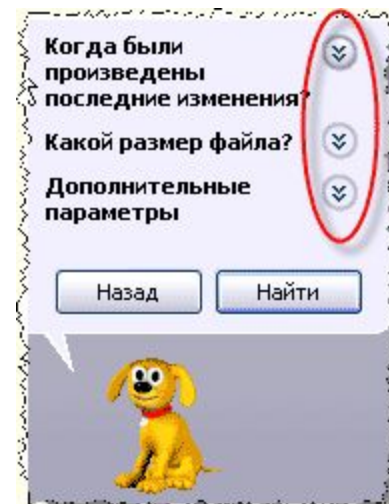 Когда были
произведены
последние изменения?
Какой размер файла?
Дополнительные
параметры
Назад
Найти